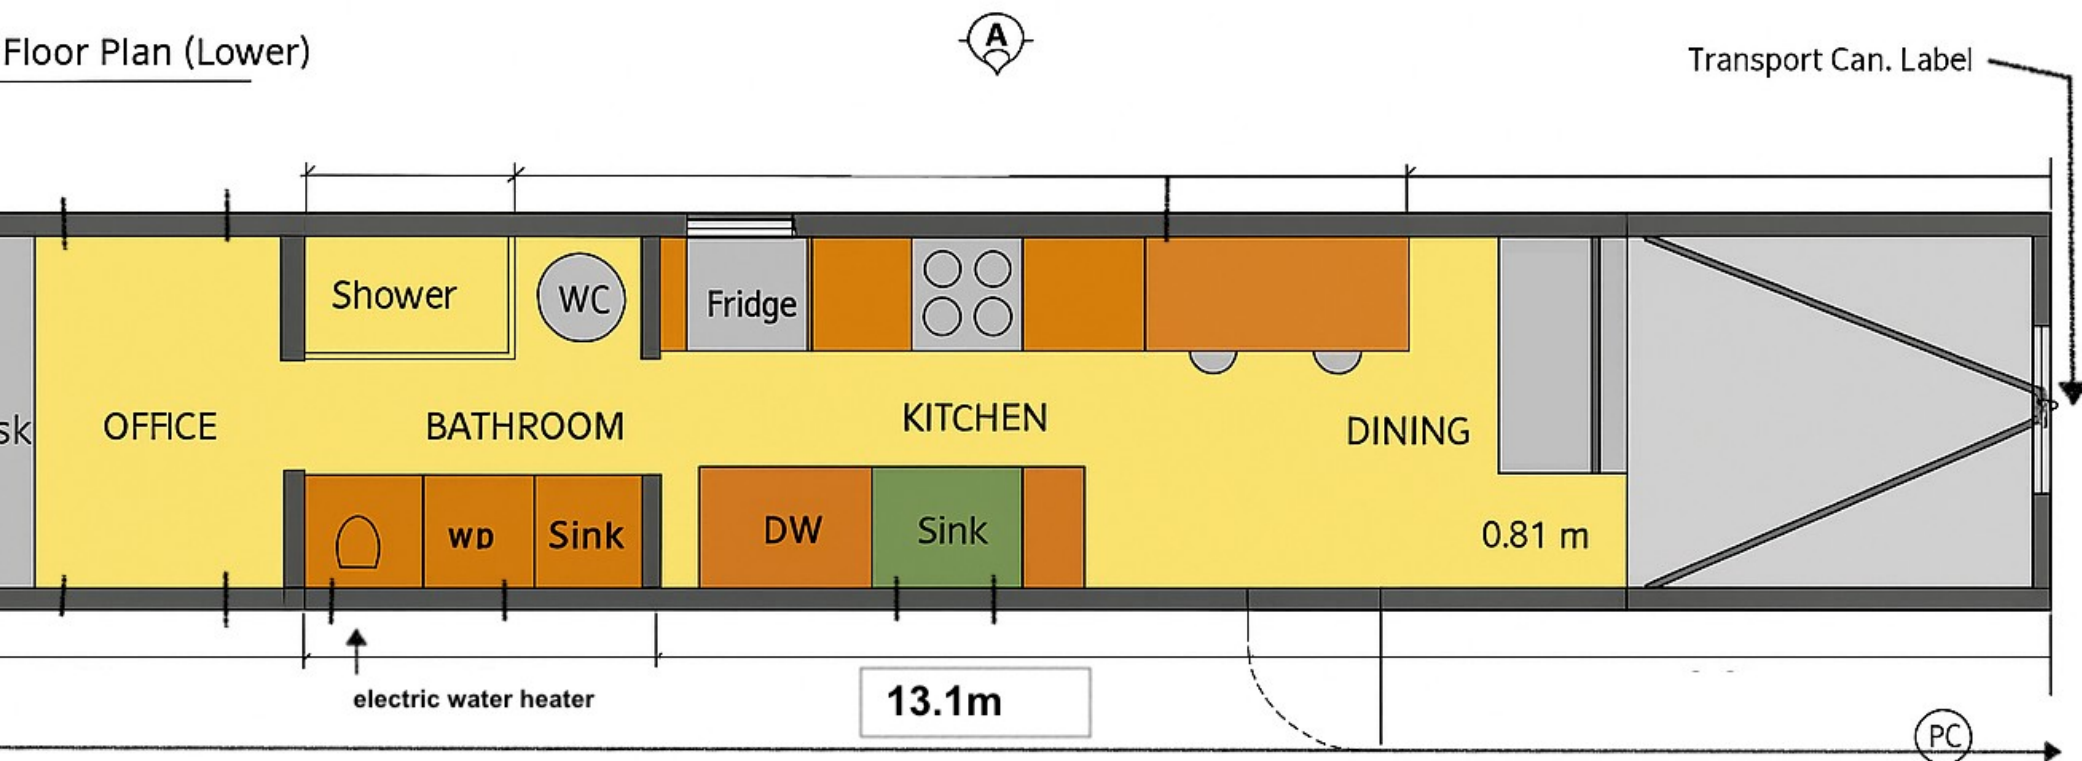 Floor Plan (Lower)
A
Transport Can. Label
Shower
WC
Fridge
sk
OFFICE
BATHROOM
KITCHEN
DINING
WD
Sink
DW
Sink
0.81 m
electric water heater
13.1m
PC